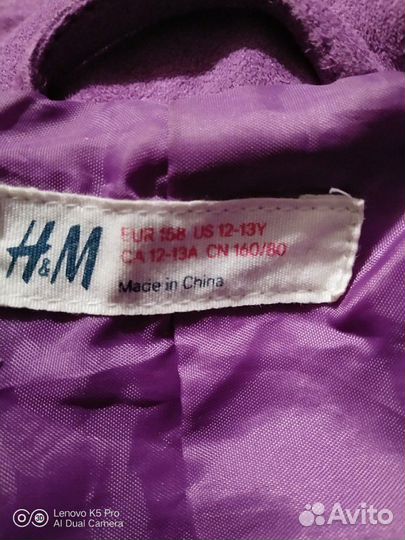 H&M
EUR 158 US 12-13Y
CA 12-13A CN 160/80
Made in China
Lenovo K5 Pro
AI Dual Camera
Avito